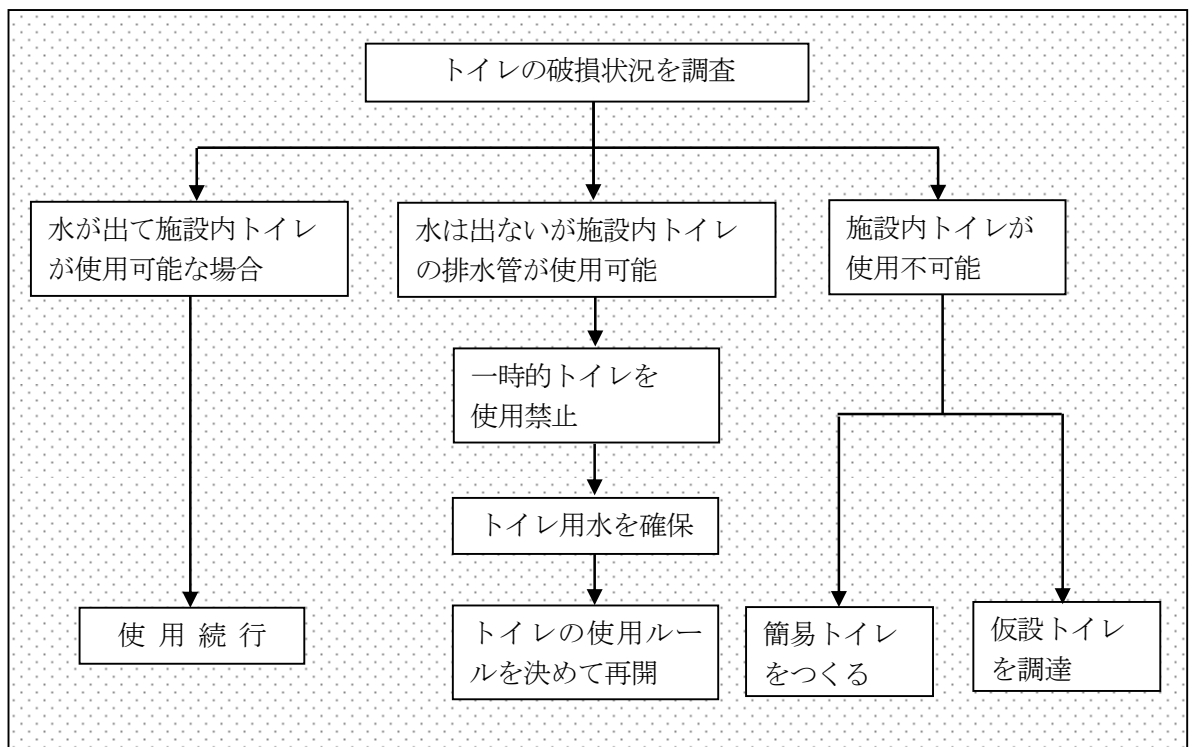 トイレの破損状況を調査
水が出て施設内トイレ
が使用可能な場合
水は出ないが施設内トイレ
の排水管が使用可能
施設内トイレが
使用不可能
一時的トイレを
使用禁止
トイレ用水を確保
使用続行
トイレの使用ルー
ルを決めて再開
簡易トイレ
をつくる
仮設トイレ
を調達